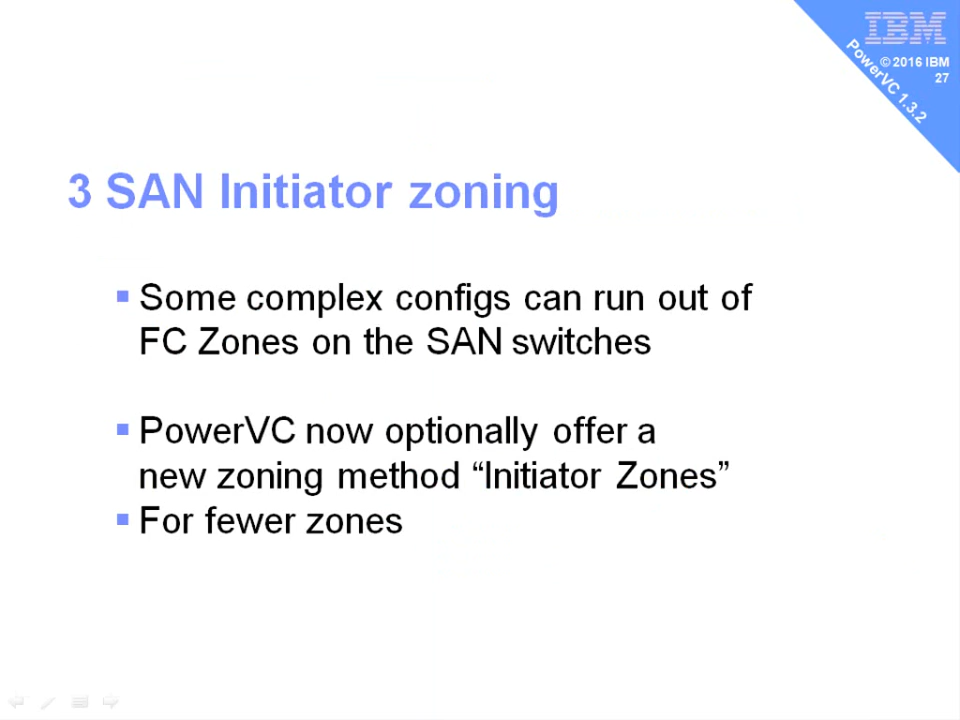 IBM
© 2016 IBM
27
PowerVC 1.3.2
3 SAN Initiator zoning
Some complex configs can run out of
FC Zones on the SAN switches
PowerVC now optionally offer a
new zoning method “Initiator Zones”
For fewer zones